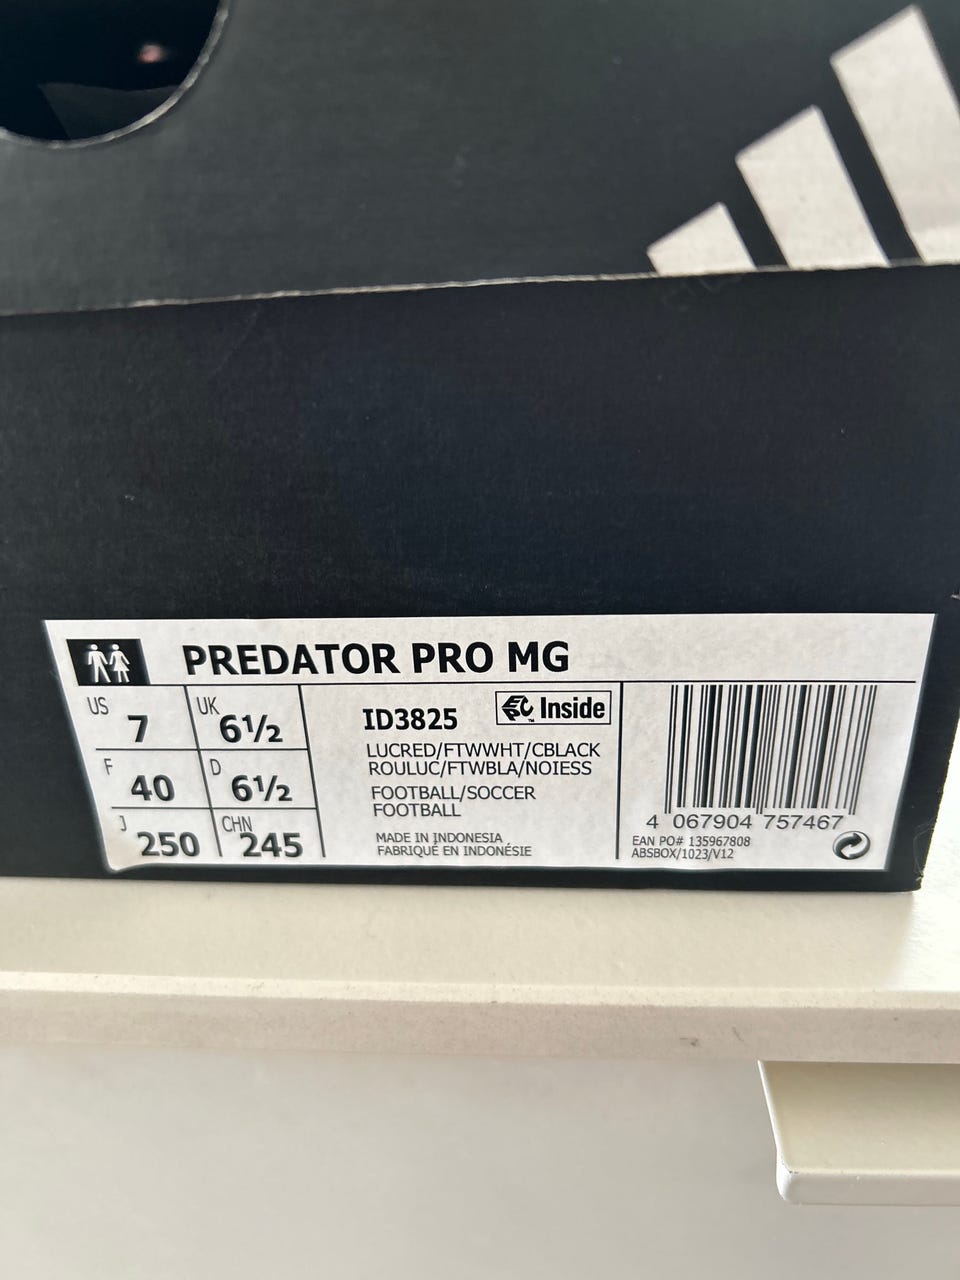 PREDATOR PRO MG
US 7 UK 6½
F 40 D 6½
J 250 CHN 245
ID3825 Inside
LUCRED/FTWWHT/CBLACK
ROULUC/FTWBLA/NOIESS
FOOTBALL/SOCCER
FOOTBALL
MADE IN INDONESIA
FABRIQUÉ EN INDONÉSIE
4 067904 757467
EAN PO# 135967808
ABSBOX/1023/V12